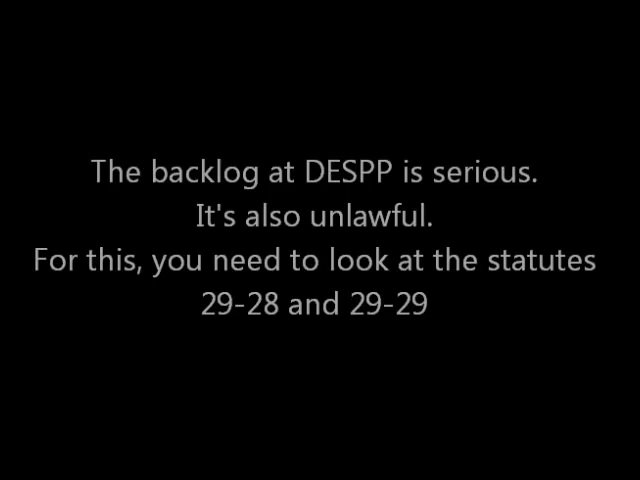 The backlog at DESPP is serious.
It's also unlawful.
For this, you need to look at the statutes
29-28 and 29-29